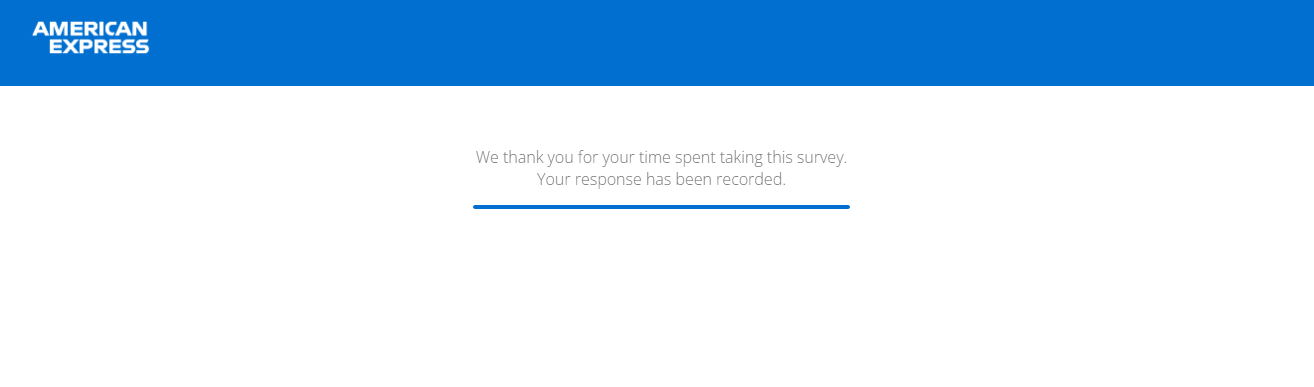 AMERICAN
EXPRESS
We thank you for your time spent taking this survey.
Your response has been recorded.